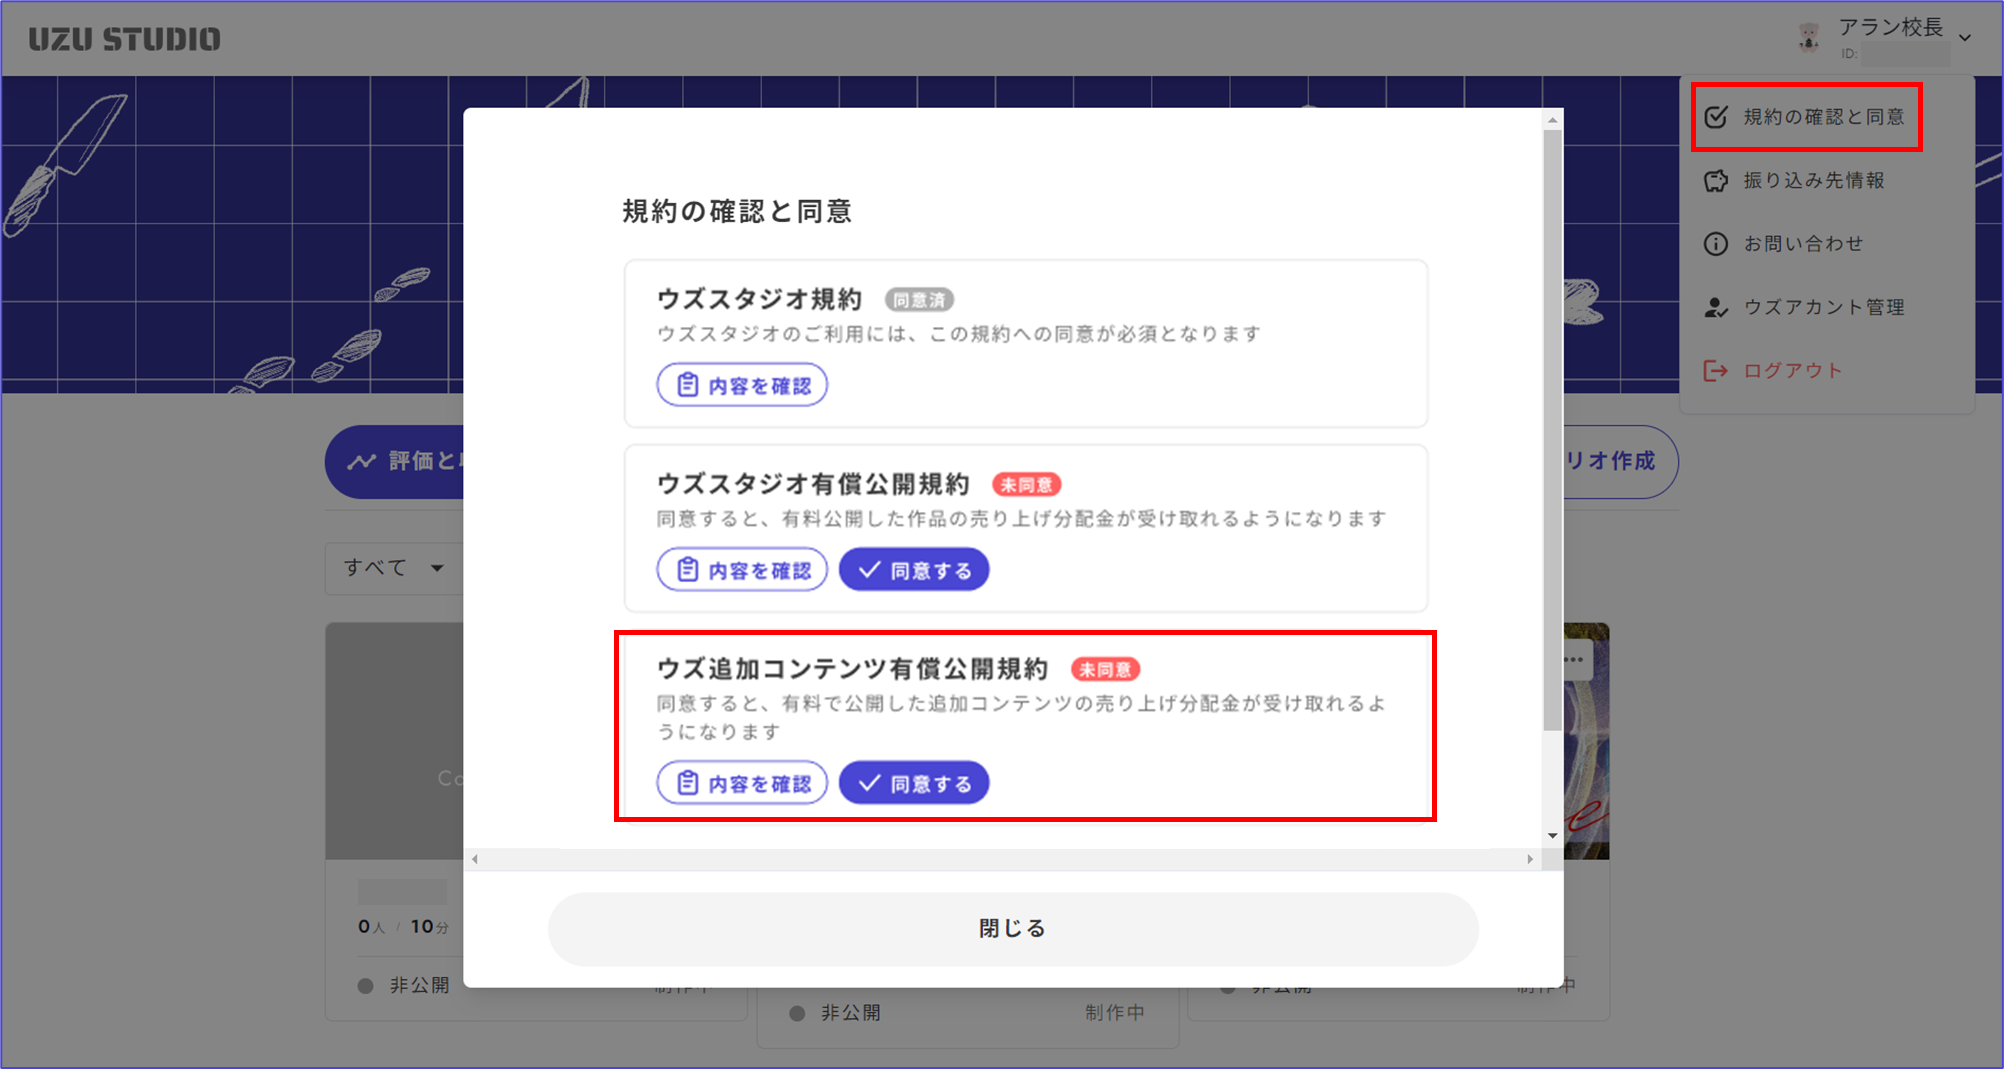 UZU STUDIO
アラン校長
ID:
規約の確認と同意
振り込み先情報
お問い合わせ
ウズアカント管理
ログアウト
規約の確認と同意
ウズスタジオ規約 同意済
ウズスタジオのご利用には、この規約への同意が必須となります
内容を確認
ウズスタジオ有償公開規約 未同意
同意すると、有料公開した作品の売り上げ分配金が受け取れるようになります
内容を確認 同意する
ウズ追加コンテンツ有償公開規約 未同意
同意すると、有料で公開した追加コンテンツの売り上げ分配金が受け取れるよ
うになります
内容を確認 同意する
閉じる
評価と
リオ作成
すべて
Co
0人 / 10分
非公開 制作中
非公開 制作中
非公開 制作中